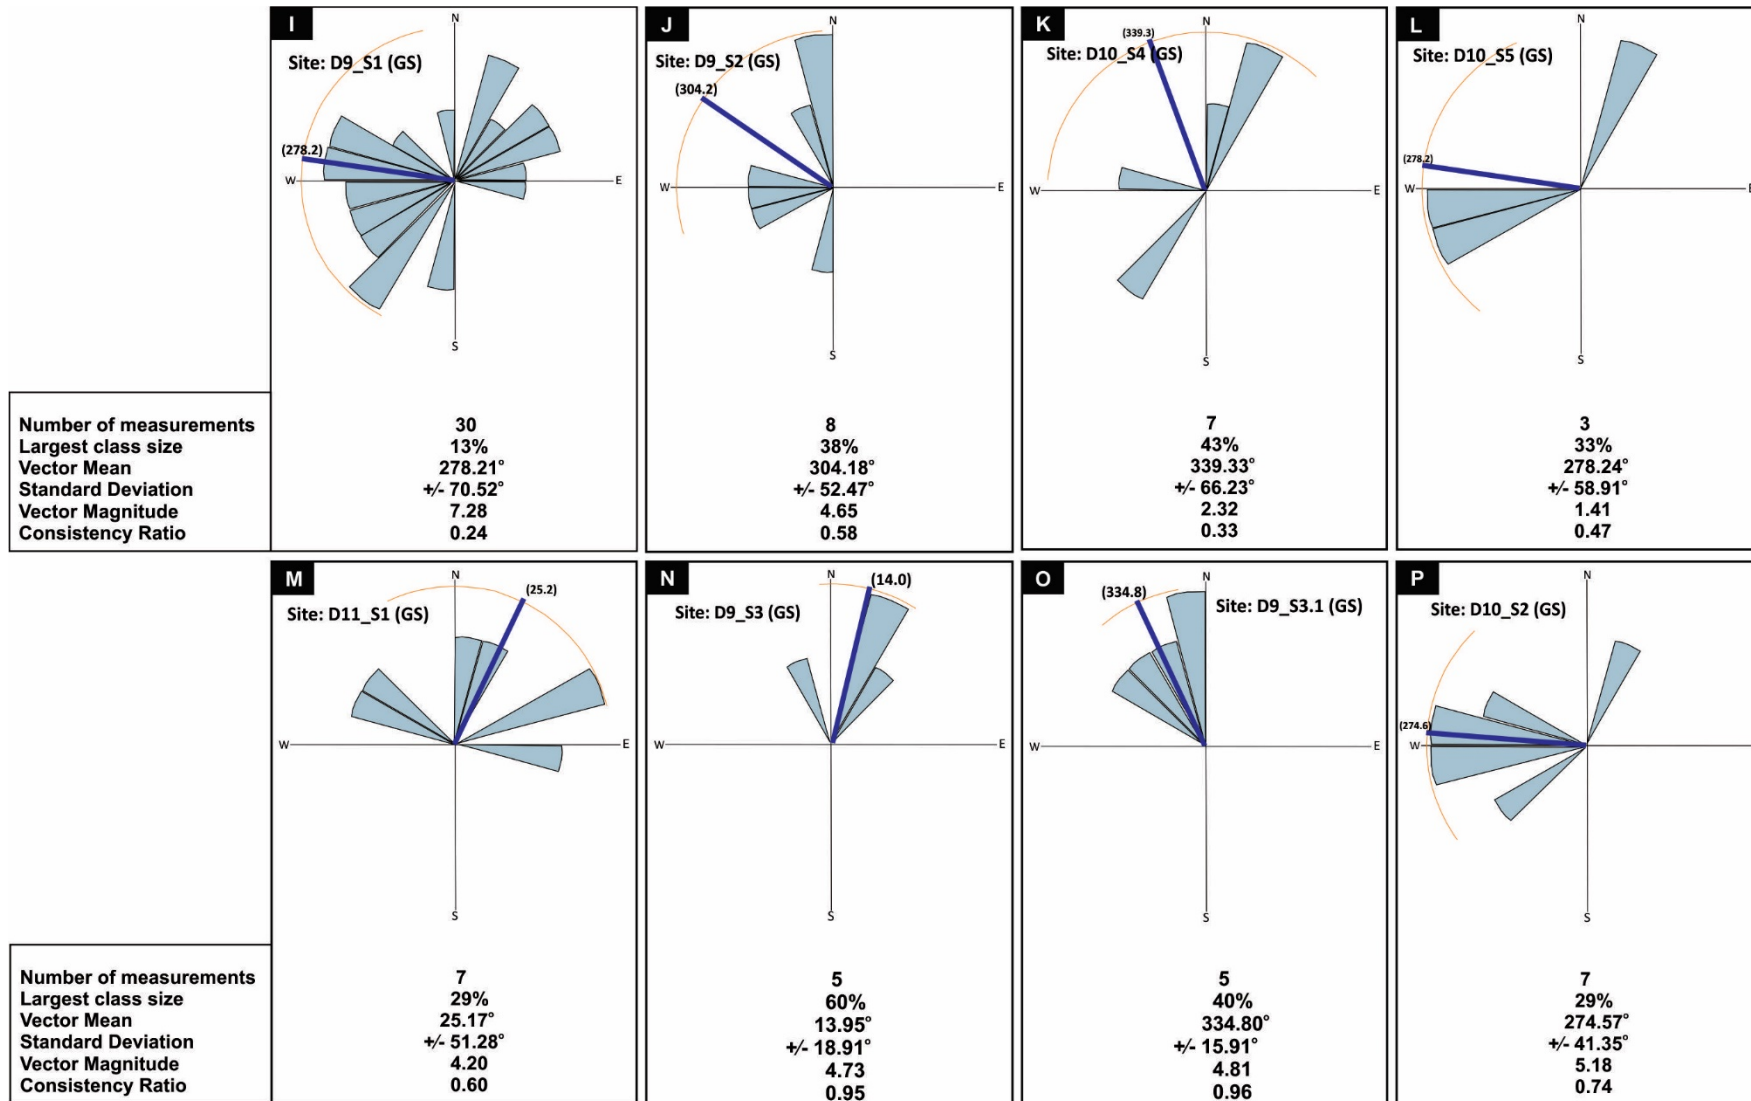 I
Site: D9_S1 (GS)
N
(278.2)
W
E
S
J
Site: D9_S2 (GS)
N
(304.2)
W
E
S
K
Site: D10_S4 (GS)
N
(339.3)
W
E
S
L
Site: D10_S5 (GS)
N
(278.2)
W
E
S
Number of measurements 30 8 7 3
Largest class size 13% 38% 43% 33%
Vector Mean 278.21° 304.18° 339.33° 278.24°
Standard Deviation +/- 70.52° +/- 52.47° +/- 66.23° +/- 58.91°
Vector Magnitude 7.28 4.65 2.32 1.41
Consistency Ratio 0.24 0.58 0.33 0.47
M
Site: D11_S1 (GS)
N
(25.2)
W
E
S
N
Site: D9_S3 (GS)
N
(14.0)
W
E
S
O
Site: D9_S3.1 (GS)
N
(334.8)
W
E
S
P
Site: D10_S2 (GS)
N
(274.6)
W
S
Number of measurements 7 5 5 7
Largest class size 29% 60% 40% 29%
Vector Mean 25.17° 13.95° 334.80° 274.57°
Standard Deviation +/- 51.28° +/- 18.91° +/- 15.91° +/- 41.35°
Vector Magnitude 4.20 4.73 4.81 5.18
Consistency Ratio 0.60 0.95 0.96 0.74